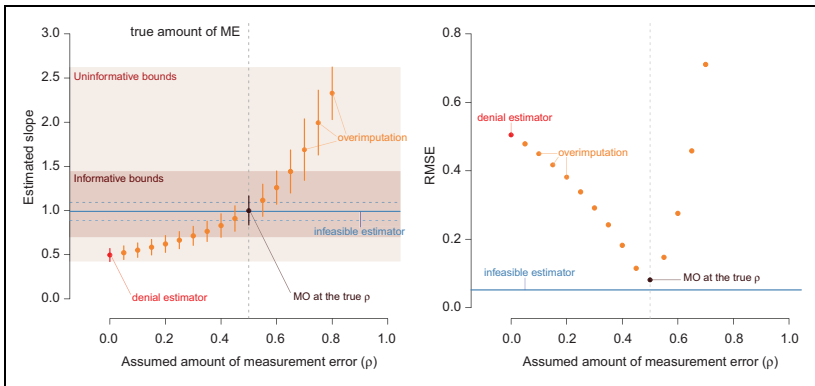 true amount of ME
3.0
2.5
2.0
1.5
1.0
0.5
0.0
Estimated slope
Uninformative bounds
overimputation
Informative bounds
infeasible estimator
denial estimator
MO at the true ρ
0.0 0.2 0.4 0.6 0.8 1.0
Assumed amount of measurement error (ρ)
0.8
0.6
0.4
0.2
0.0
RMSE
denial estimator
overimputation
infeasible estimator
MO at the true ρ
0.0 0.2 0.4 0.6 0.8 1.0
Assumed amount of measurement error (ρ)